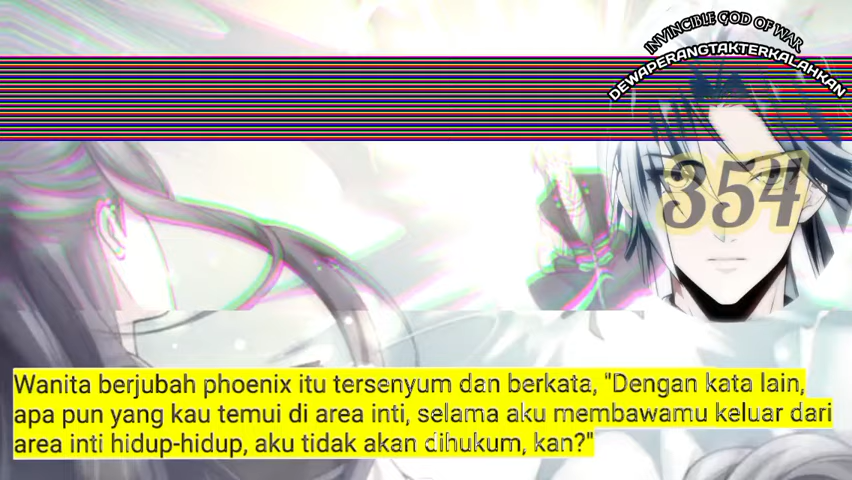 INVINCIBLE GOD OF WAR
DEWAPERANGTAKTERKALAHKAN
354
Wanita berjubah phoenix itu tersenyum dan berkata, "Dengan kata lain,
apa pun yang kau temui di area inti, selama aku membawamu keluar dari
area inti hidup-hidup, aku tidak akan dihukum, kan?"